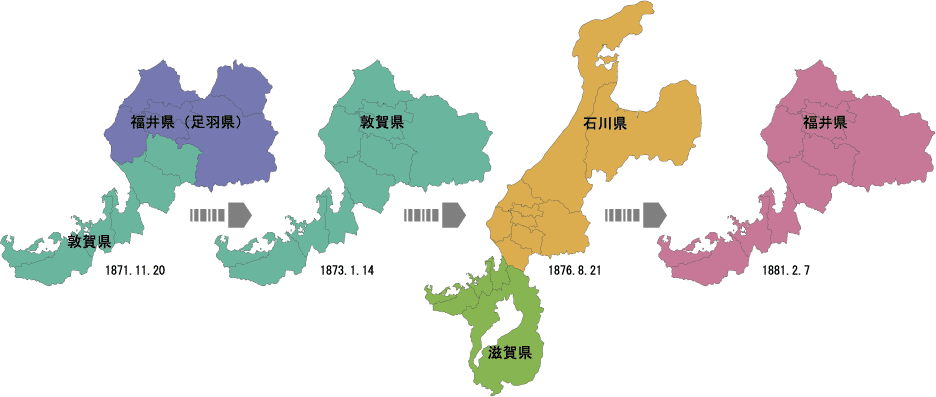 福井県（足羽県）
敦賀県
1871.11.20
敦賀県
1873.1.14
石川県
滋賀県
1876.8.21
福井県
1881.2.7